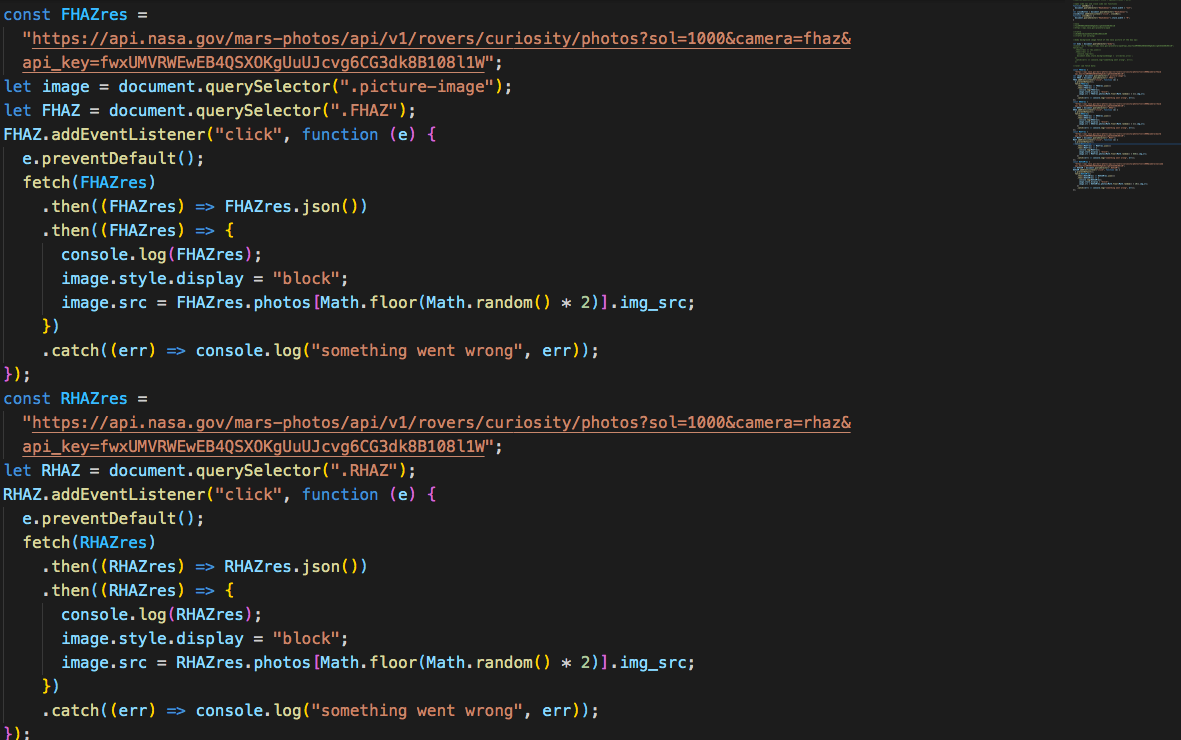 const FHAZres =
"https://api.nasa.gov/mars-photos/api/v1/rovers/curiosity/photos?sol=1000&camera=fhaz&
api_key=fwxUMVRWEwEB4QSXOKgUuUJcvg6CG3dk8B108l1W";
let image = document.querySelector(".picture-image");
let FHAZ = document.querySelector(".FHAZ");
FHAZ.addEventListener("click", function (e) {
e.preventDefault();
fetch(FHAZres)
.then((FHAZres) => FHAZres.json())
.then((FHAZres) => {
console.log(FHAZres);
image.style.display = "block";
image.src = FHAZres.photos[Math.floor(Math.random() * 2)].img_src;
})
.catch((err) => console.log("something went wrong", err));
});
const RHAZres =
"https://api.nasa.gov/mars-photos/api/v1/rovers/curiosity/photos?sol=1000&camera=rhaz&
api_key=fwxUMVRWEwEB4QSXOKgUuUJcvg6CG3dk8B108l1W";
let RHAZ = document.querySelector(".RHAZ");
RHAZ.addEventListener("click", function (e) {
e.preventDefault();
fetch(RHAZres)
.then((RHAZres) => RHAZres.json())
.then((RHAZres) => {
console.log(RHAZres);
image.style.display = "block";
image.src = RHAZres.photos[Math.floor(Math.random() * 2)].img_src;
})
.catch((err) => console.log("something went wrong", err));
});